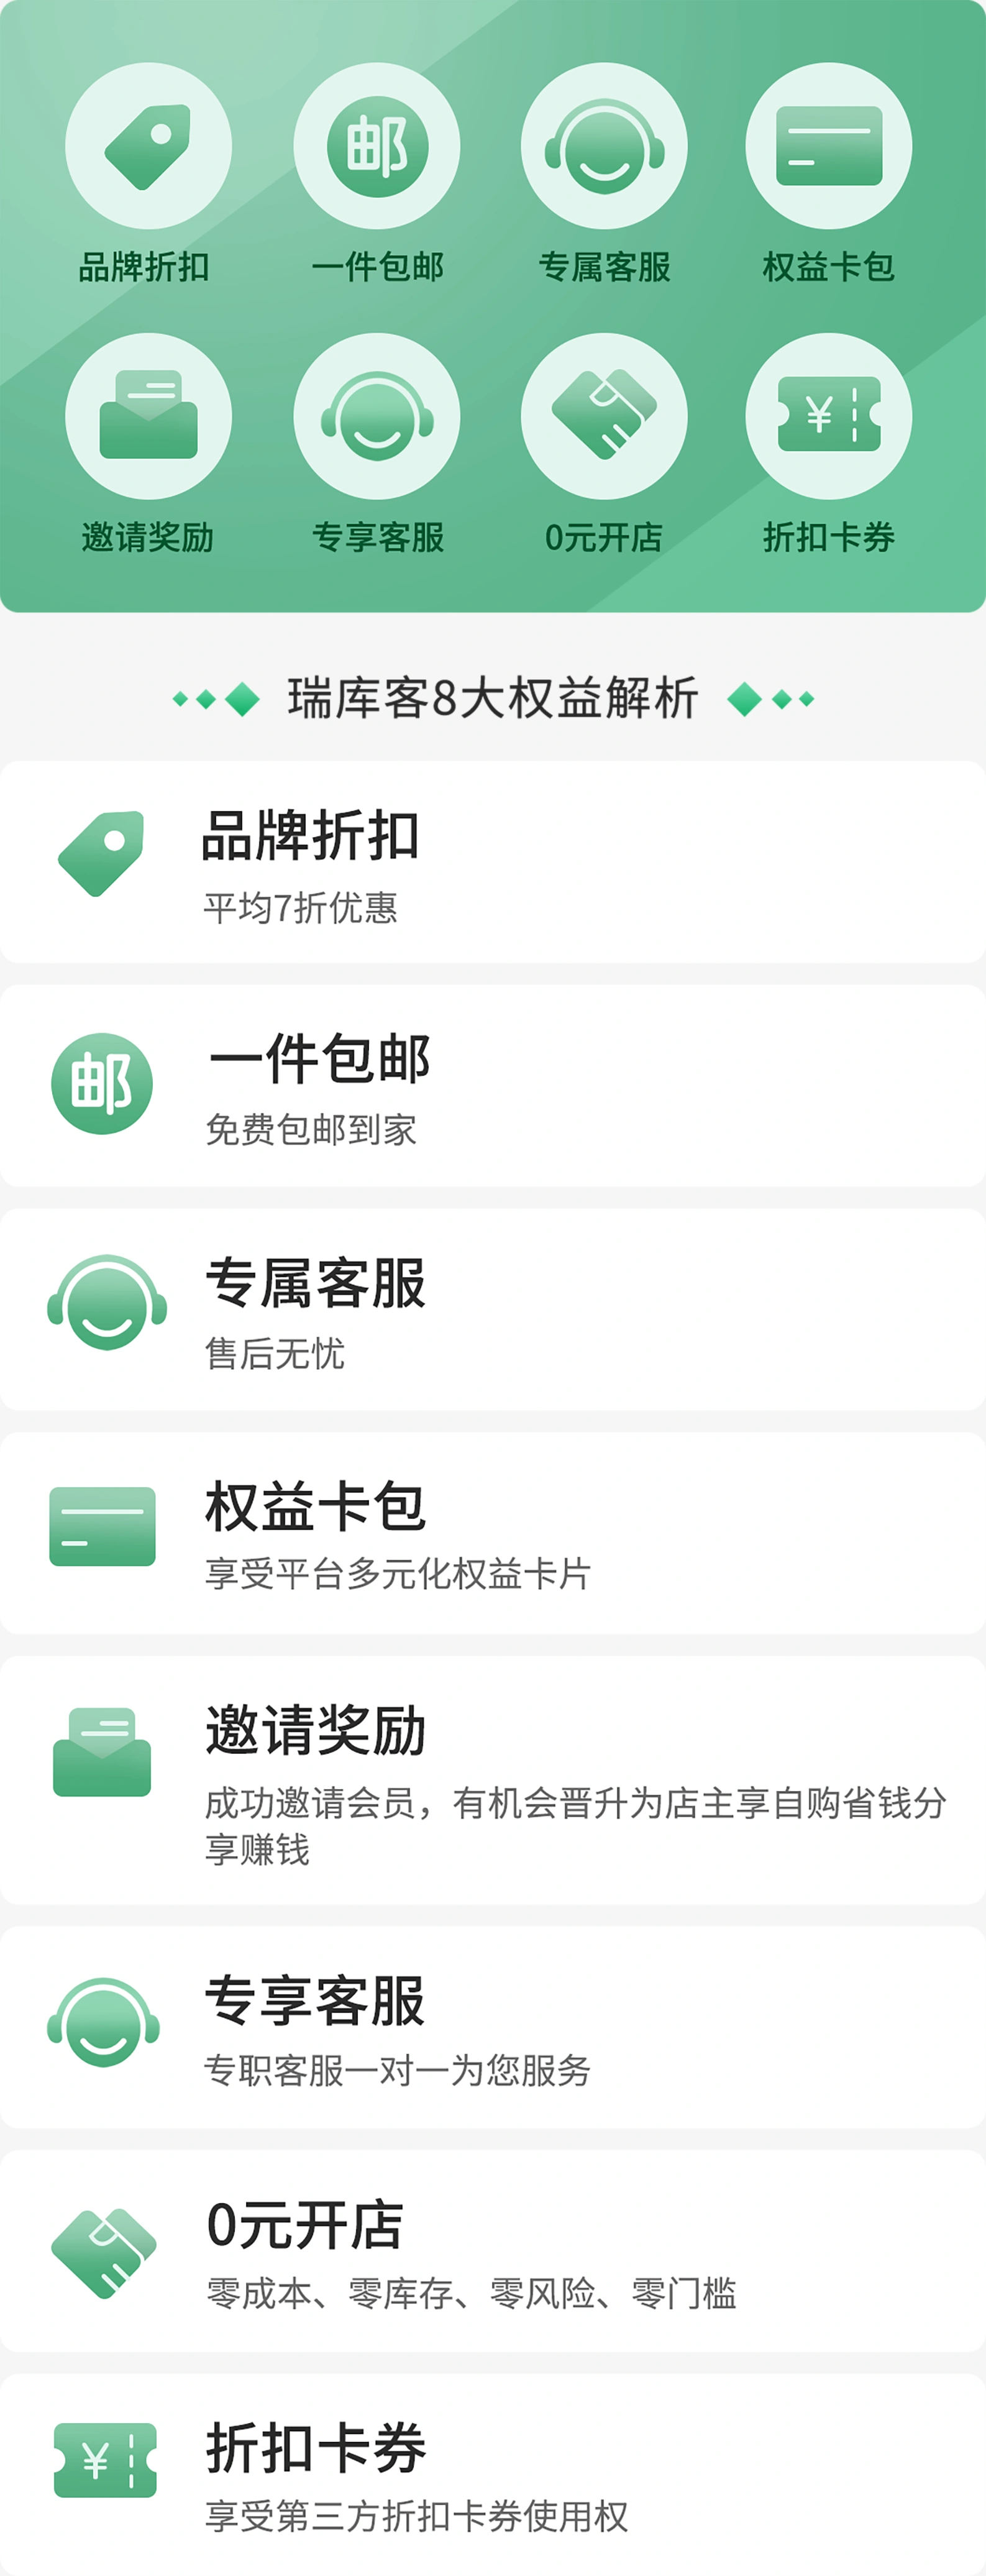 邮
品牌折扣 一件包邮 专属客服 权益卡包
¥
邀请奖励 专享客服 0元开店 折扣卡券
瑞库客8大权益解析
品牌折扣
平均7折优惠
邮
一件包邮
免费包邮到家
专属客服
售后无忧
权益卡包
享受平台多元化权益卡片
邀请奖励
成功邀请会员，有机会晋升为店主享自购省钱分
享赚钱
专享客服
专职客服一对一为您服务
0元开店
零成本、零库存、零风险、零门槛
¥
折扣卡券
享受第三方折扣卡券使用权